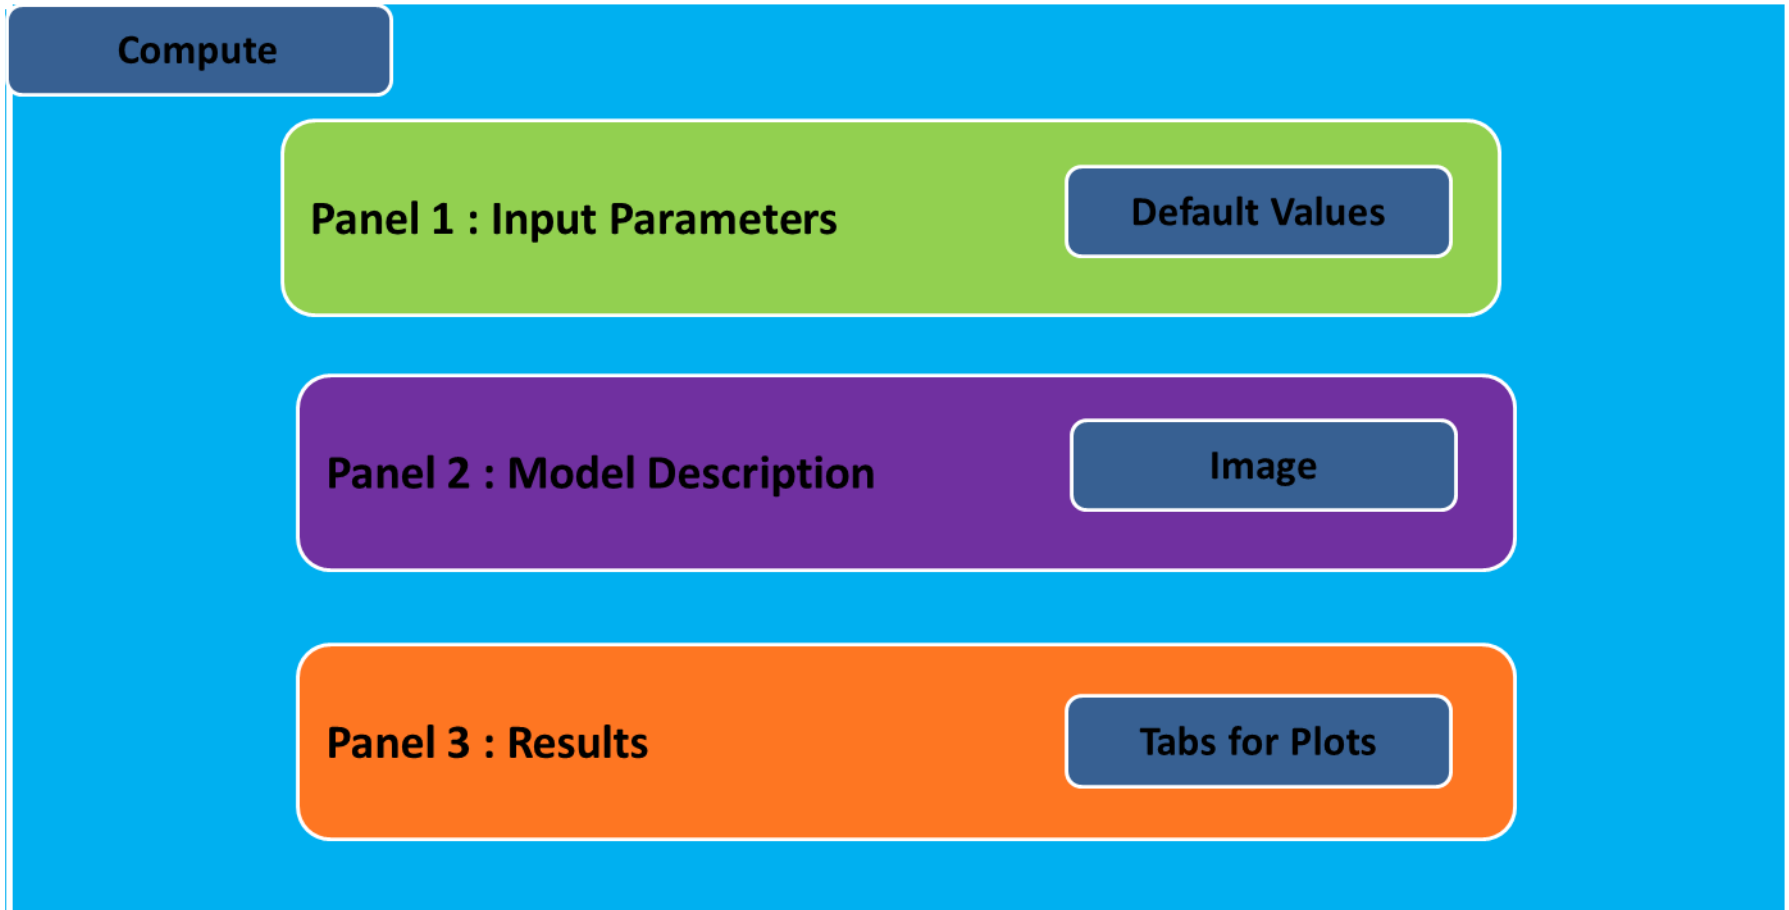 Compute
Panel 1 : Input Parameters
Default Values
Panel 2 : Model Description
Image
Panel 3 : Results
Tabs for Plots